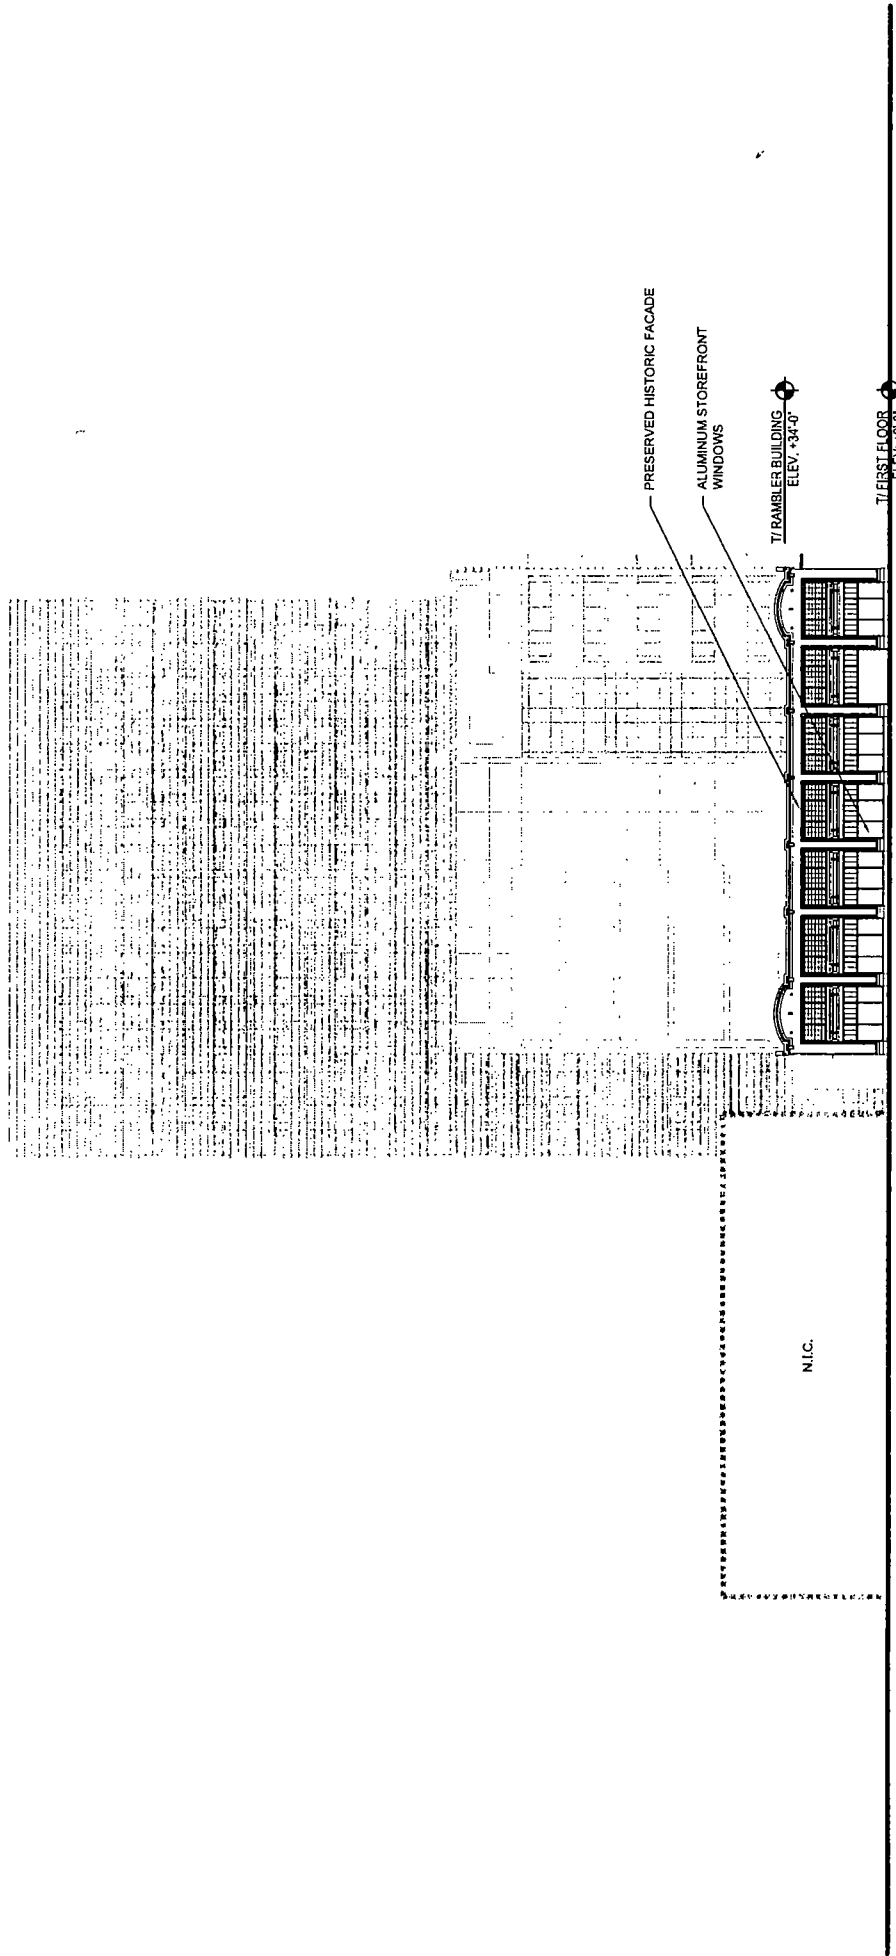 PRESERVED HISTORIC FACADE
ALUMINUM STOREFRONT
WINDOWS
T/ RAMBLER BUILDING
ELEV. +34'-0"
T/ FIRST FLOOR
N.I.C.